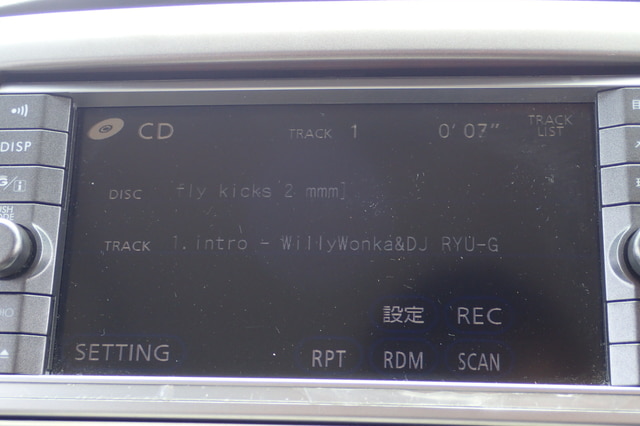 CD TRACK 1 0'03" TRACK LIST
DISP
DISC fly kicks 2 mmm]
TRACK 1.intro - WillyWonka&DJ RYU-G
設定 REC
SETTING RPT RDM SCAN